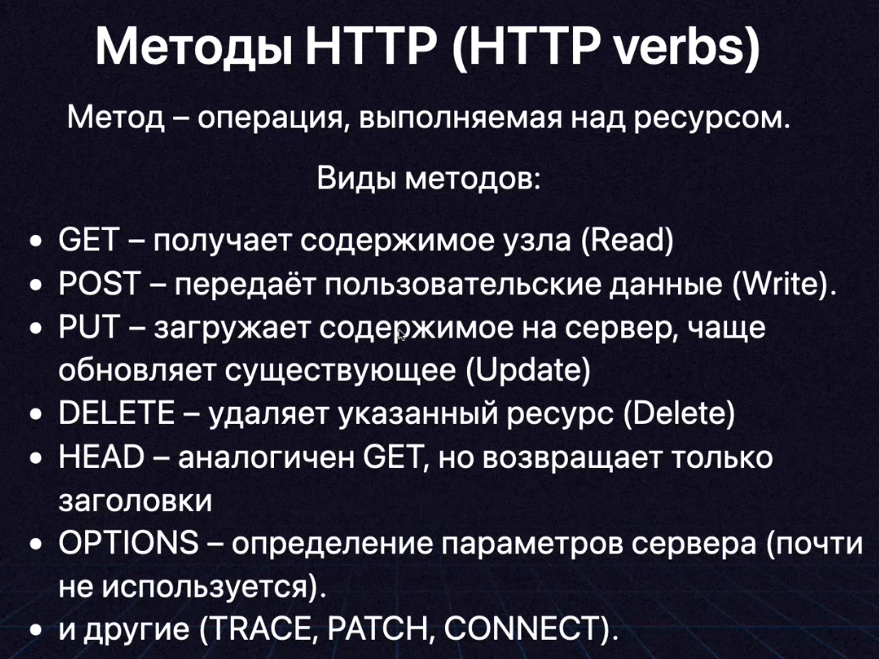 Методы HTTP (HTTP verbs)
Метод – операция, выполняемая над ресурсом.
Виды методов:
• GET – получает содержимое узла (Read)
• POST – передаёт пользовательские данные (Write).
• PUT – загружает содержимое на сервер, чаще
обновляет существующее (Update)
• DELETE – удаляет указанный ресурс (Delete)
• HEAD – аналогичен GET, но возвращает только
заголовки
• OPTIONS – определение параметров сервера (почти
не используется).
• и другие (TRACE, PATCH, CONNECT).